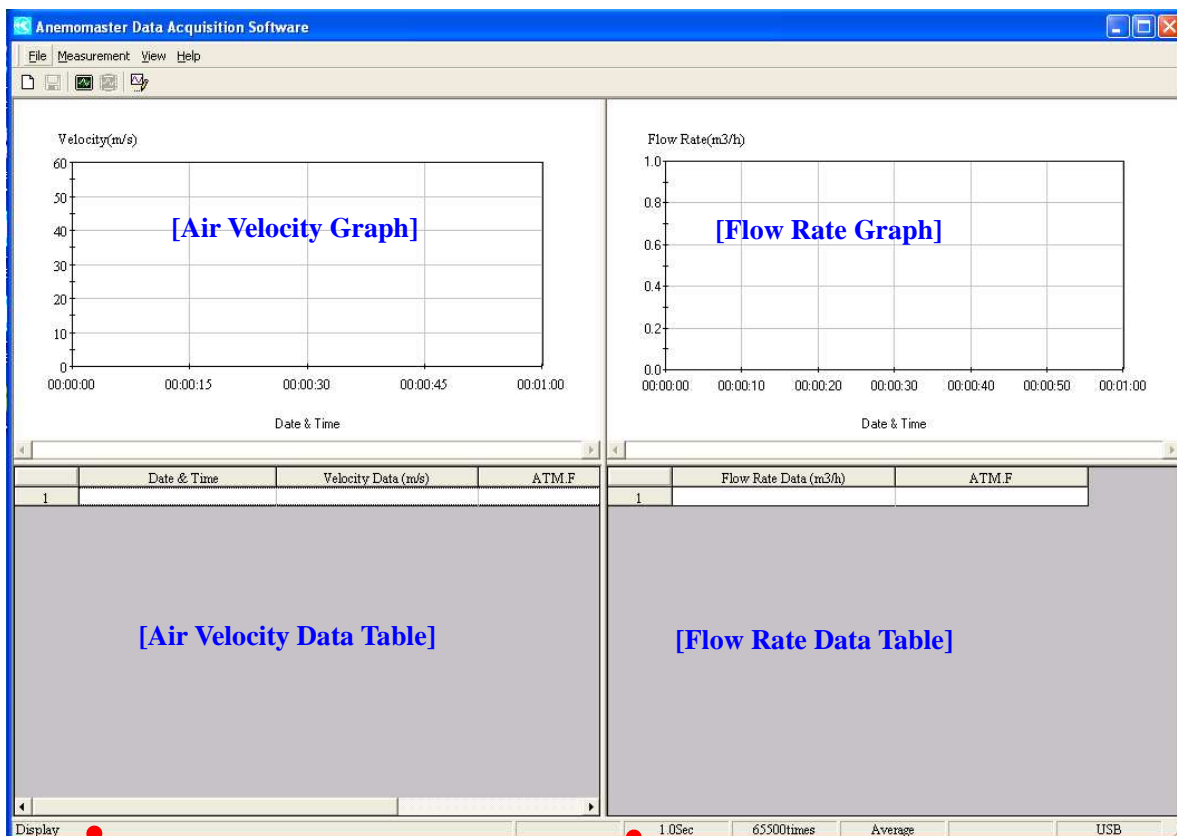 Anemomaster Data Acquisition Software
File Measurement View Help
Velocity(m/s)
60
50
40
30
20
10
0
[Air Velocity Graph]
00:00:00 00:00:15 00:00:30 00:00:45 00:01:00
Date & Time
Flow Rate(m3/h)
1.0
0.8
0.6
0.4
0.2
0.0
[Flow Rate Graph]
00:00:00 00:00:10 00:00:20 00:00:30 00:00:40 00:00:50 00:01:00
Date & Time
Date & Time Velocity Data (m/s) ATM.F
1
[Air Velocity Data Table]
Flow Rate Data (m3/h) ATM.F
1
[Flow Rate Data Table]
Display 1.0Sec 65500times Average USB